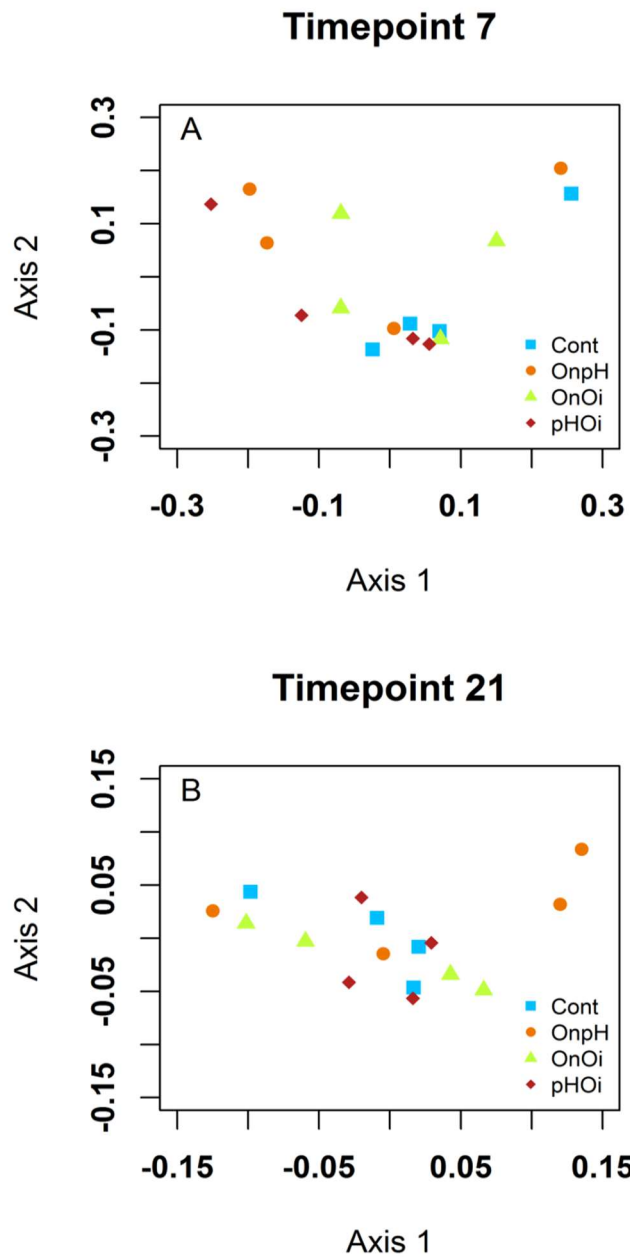 Timepoint 7
A
0.3
0.1
-0.1
-0.3
Axis 2
Cont
OnpH
OnOi
pHOi
-0.3 -0.1 0.1 0.3
Axis 1
Timepoint 21
B
0.15
0.05
-0.05
-0.15
Axis 2
Cont
OnpH
OnOi
pHOi
-0.15 -0.05 0.05 0.15
Axis 1